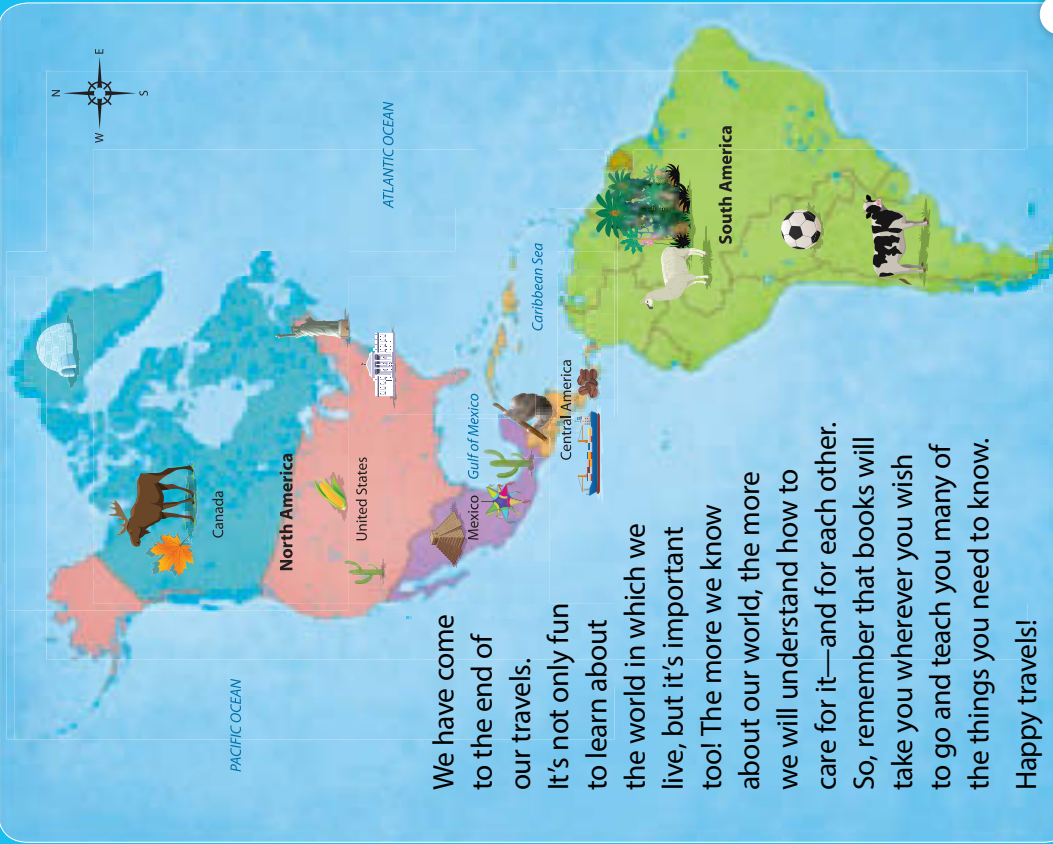 N
W
E
S
ATLANTIC OCEAN
PACIFIC OCEAN
Canada
North America
United States
Gulf of Mexico
Mexico
Caribbean Sea
Central America
South America
We have come
to the end of
our travels.
It’s not only fun
to learn about
the world in which we
live, but it’s important
too! The more we know
about our world, the more
we will understand how to
care for it—and for each other.
So, remember that books will
take you wherever you wish
to go and teach you many of
the things you need to know.
Happy travels!